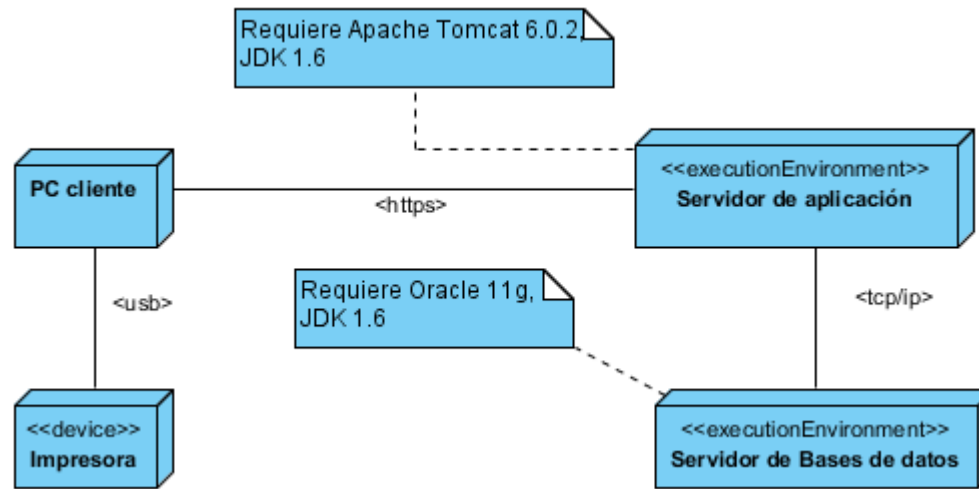 Requiere Apache Tomcat 6.0.2,
JDK 1.6
PC cliente
<https>
<<executionEnvironment>>
Servidor de aplicación
<usb>
Requiere Oracle 11g,
JDK 1.6
<tcp/ip>
<<device>>
Impresora
<<executionEnvironment>>
Servidor de Bases de datos